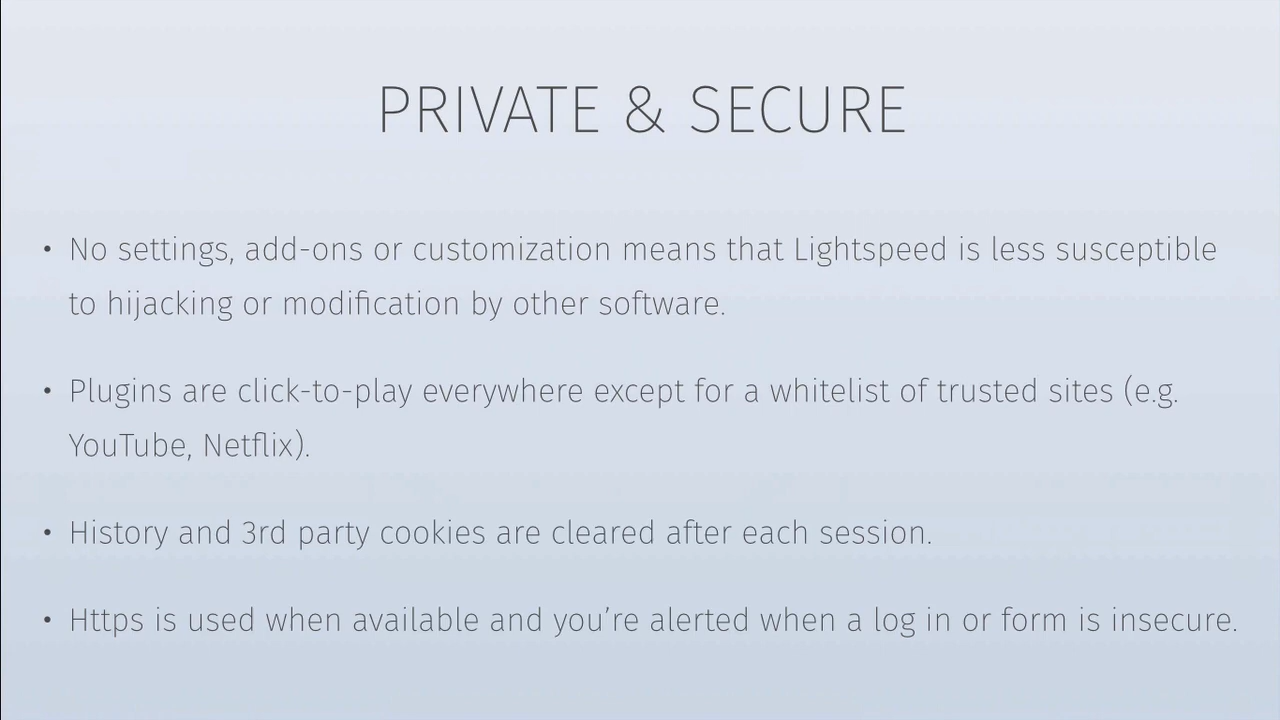 PRIVATE & SECURE
• No settings, add-ons or customization means that Lightspeed is less susceptible
to hijacking or modification by other software.
• Plugins are click-to-play everywhere except for a whitelist of trusted sites (e.g.
YouTube, Netflix).
• History and 3rd party cookies are cleared after each session.
• Https is used when available and you’re alerted when a log in or form is insecure.